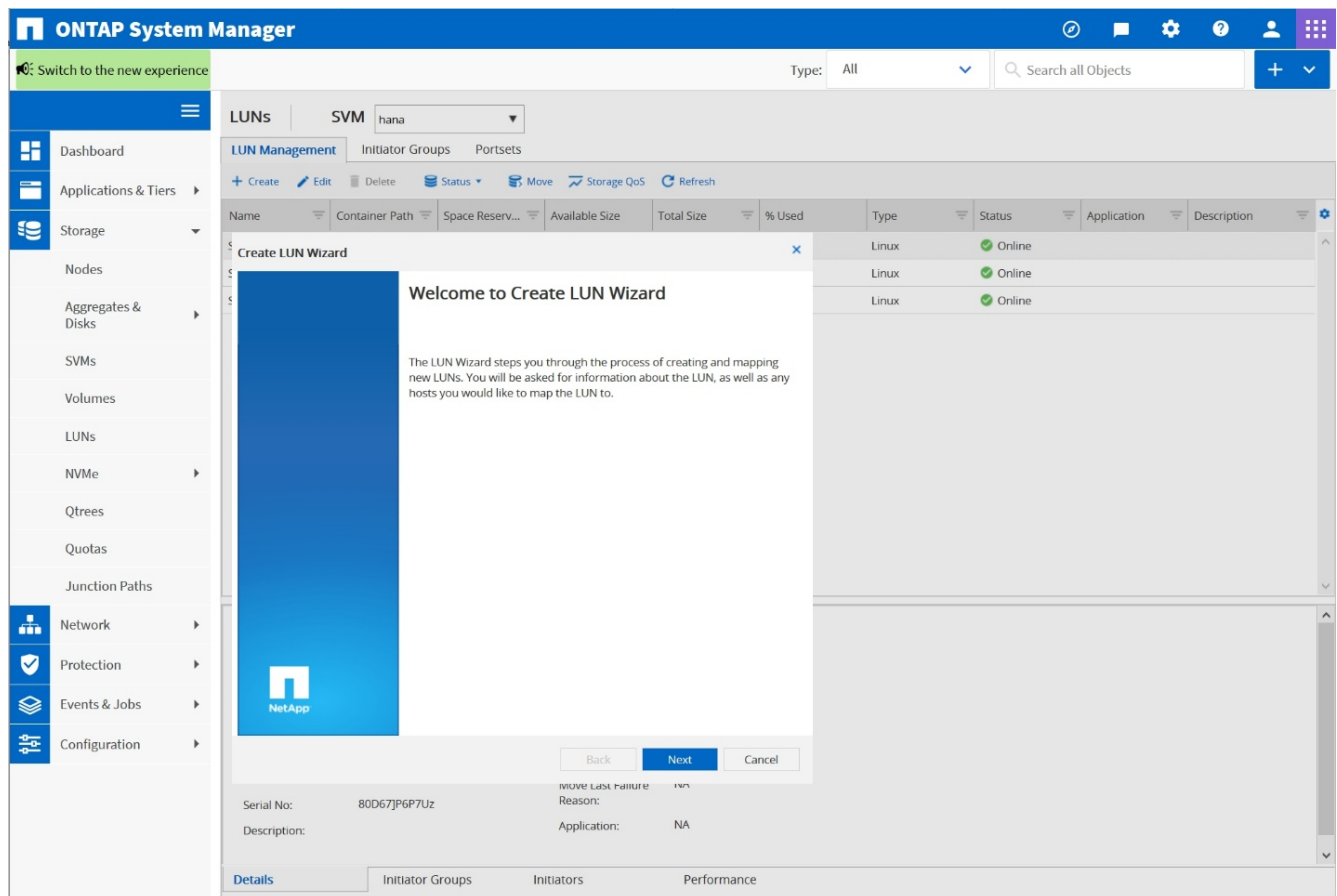 ONTAP System Manager
Switch to the new experience
Type: All
Search all Objects
LUNs SVM hana
LUN Management Initiator Groups Portsets
Create Edit Delete Status Move Storage QoS Refresh
Name Container Path Space Reserv... Available Size Total Size % Used Type Status Application Description
Linux Online
Linux Online
Linux Online
Dashboard
Applications & Tiers
Storage
Nodes
Aggregates &
Disks
SVMs
Volumes
LUNs
NVMe
Qtrees
Quotas
Junction Paths
Network
Protection
Events & Jobs
Configuration
Create LUN Wizard
Welcome to Create LUN Wizard
The LUN Wizard steps you through the process of creating and mapping
new LUNs. You will be asked for information about the LUN, as well as any
hosts you would like to map the LUN to.
NetApp
Back Next Cancel
Move Last Failure NA
Reason:
Serial No: 80D67]P6P7Uz
Application: NA
Description:
Details Initiator Groups Initiators Performance